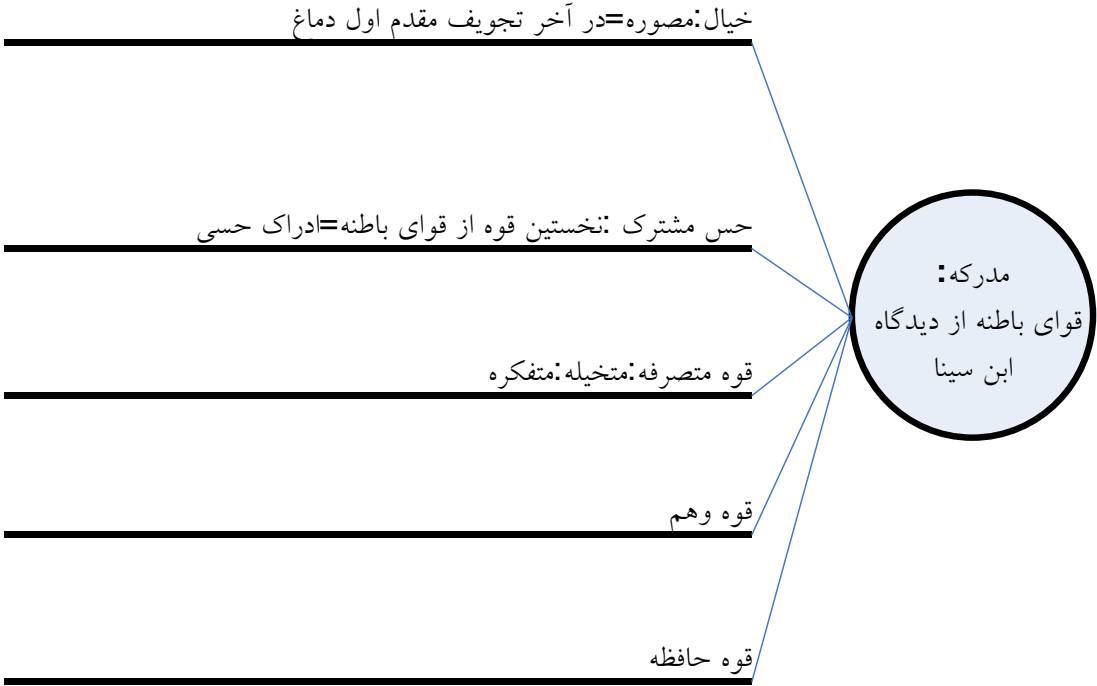 خیال:مصوره=در آخر تجویف مقدم اول دماغ
حس مشترک :نخستین قوه از قوای باطنه=ادراک حسی
مدرکه:
قوای باطنه از دیدگاه
ابن سینا
قوه متصرفه:متخیله:متفکره
قوه وهم
قوه حافظه